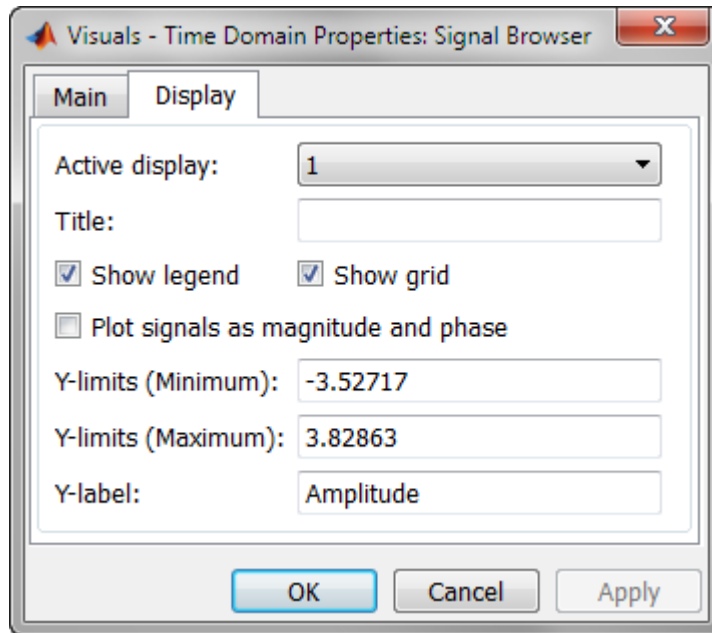 Visuals - Time Domain Properties: Signal Browser
Main Display
Active display: 1
Title:
Show legend Show grid
Plot signals as magnitude and phase
Y-limits (Minimum): -3.52717
Y-limits (Maximum): 3.82863
Y-label: Amplitude
OK Cancel Apply